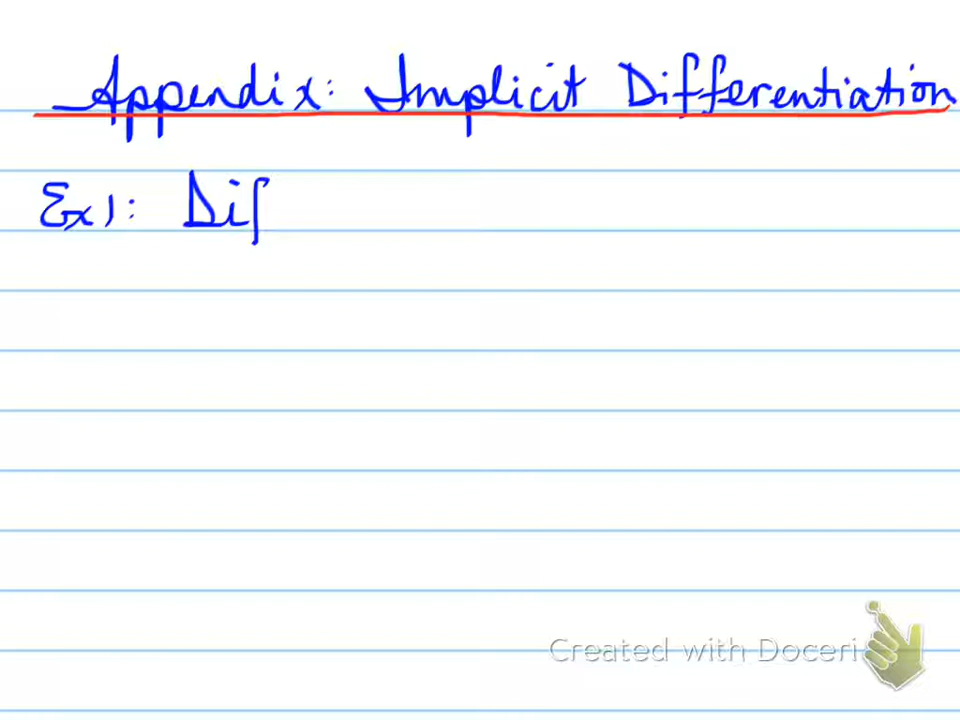 Appendix: Implicit Differentiation
Ex1: Dif
Created with Doceri